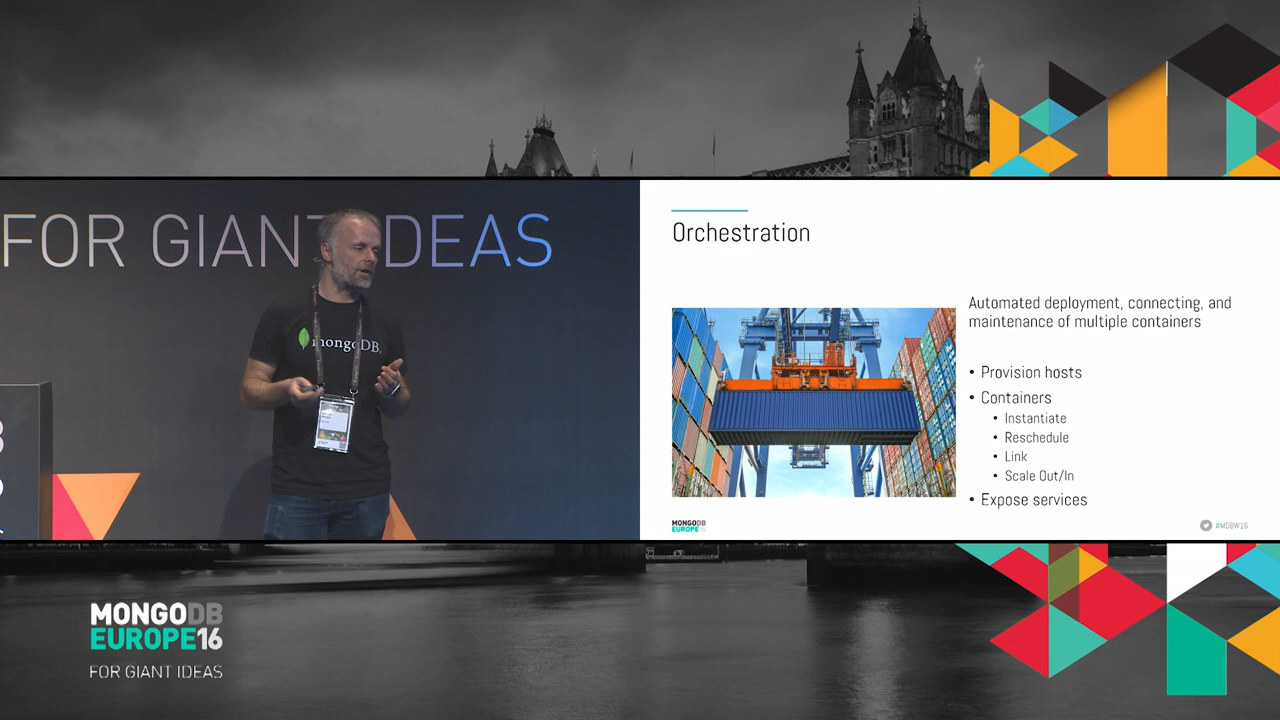 FOR GIANT IDEAS
mongoDB
Orchestration
Automated deployment, connecting, and
maintenance of multiple containers
• Provision hosts
• Containers
• Instantiate
• Reschedule
• Link
• Scale Out/In
• Expose services
MONGODB
EUROPE16
#MDBW16
MONGODB
EUROPE16
FOR GIANT IDEAS